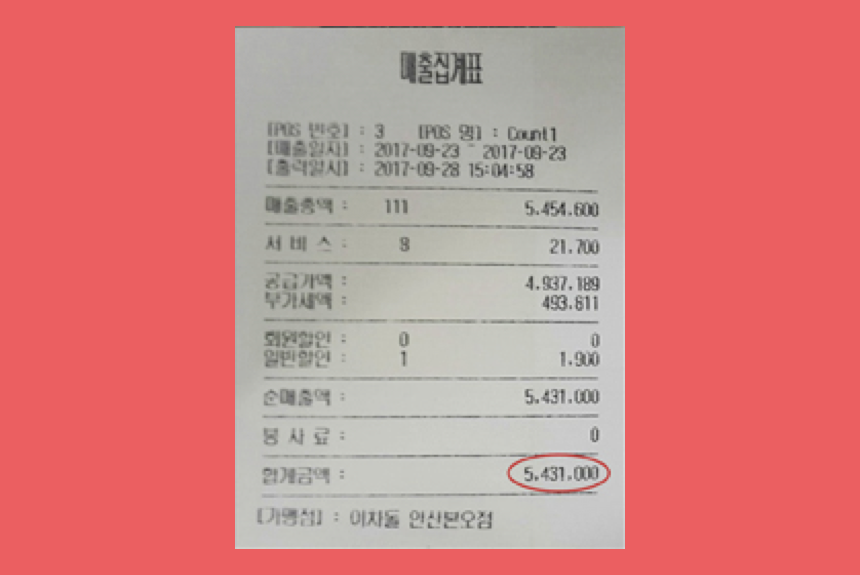 매출집계표
[POS 번호] : 3 [POS 명] : Count1
[매출일자] : 2017-09-23 ~ 2017-09-23
[출력일시] : 2017-09-28 15:04:58
매출총액 : 111 5.454.600
서 비 스 : 9 21.700
공급가액 : 4.937.189
부가세액 : 493.811
회원할인 : 0 0
일반할인 : 1 1.900
순매출액 : 5.431.000
봉 사 료 : 0
합계금액 : 5.431.000
[가맹점] : 이차돌 안산본오점